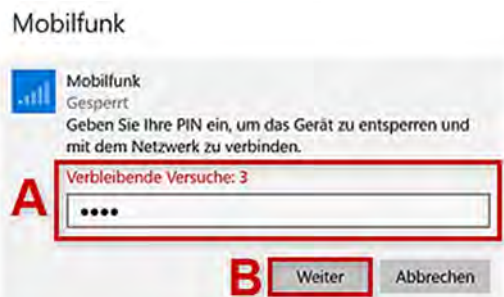 Mobilfunk
Mobilfunk
Gesperrt
Geben Sie Ihre PIN ein, um das Gerät zu entsperren und
mit dem Netzwerk zu verbinden.
A
Verbleibende Versuche: 3
••••
B
Weiter
Abbrechen